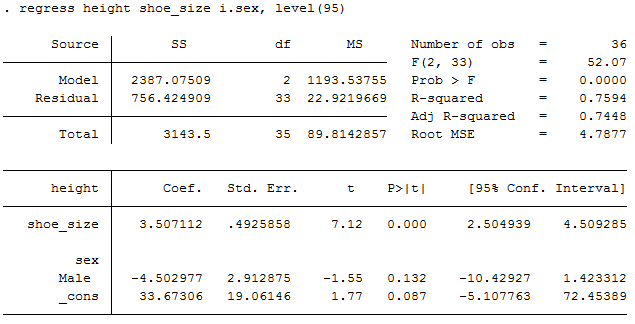 . regress height shoe_size i.sex, level(95)
Source SS df MS Number of obs = 36
F(2, 33) = 52.07
Model 2387.07509 2 1193.53755 Prob > F = 0.0000
Residual 756.424909 33 22.9219669 R-squared = 0.7594
Adj R-squared = 0.7448
Total 3143.5 35 89.8142857 Root MSE = 4.7877
height Coef. Std. Err. t P>|t| [95% Conf. Interval]
shoe_size 3.507112 .4925858 7.12 0.000 2.504939 4.509285
sex
Male -4.502977 2.912875 -1.55 0.132 -10.42927 1.423312
_cons 33.67306 19.06146 1.77 0.087 -5.107763 72.45389